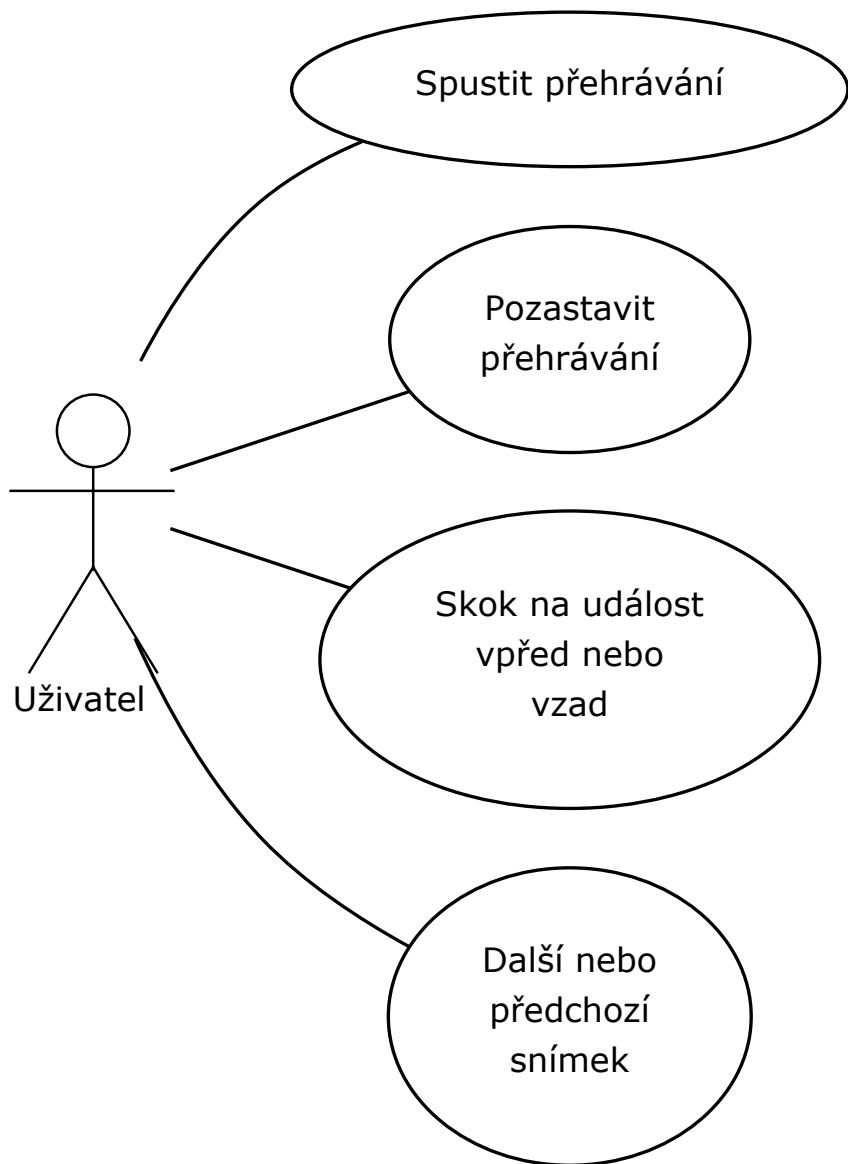 Spustit přehrávání
Pozastavit
přehrávání
Skok na událost
vpřed nebo
vzad
Uživatel
Další nebo
předchozí
snímek